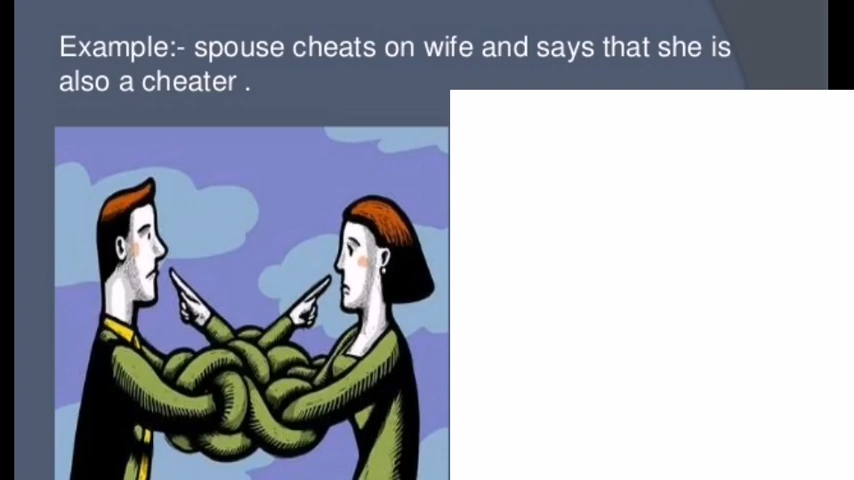 Example:- spouse cheats on wife and says that she is
also a cheater .